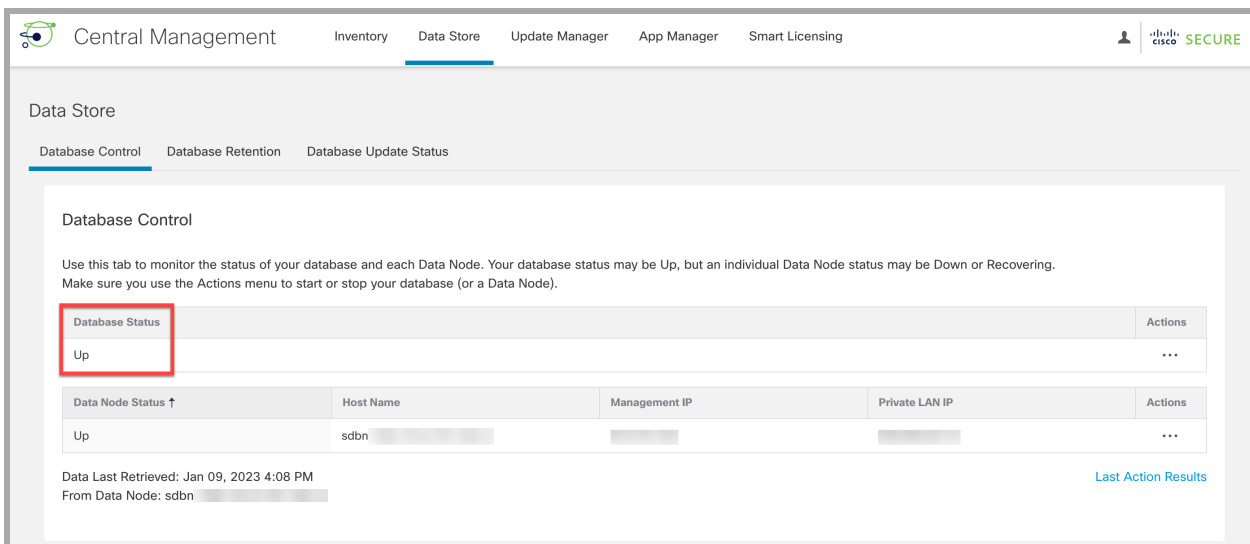 Central Management
Inventory
Data Store
Update Manager
App Manager
Smart Licensing
cisco SECURE
Data Store
Database Control
Database Retention
Database Update Status
Database Control
Use this tab to monitor the status of your database and each Data Node. Your database status may be Up, but an individual Data Node status may be Down or Recovering.
Make sure you use the Actions menu to start or stop your database (or a Data Node).
Database Status
Actions
Up
...
Data Node Status ↑
Host Name
Management IP
Private LAN IP
Actions
Up
sdbn
...
Data Last Retrieved: Jan 09, 2023 4:08 PM
Last Action Results
From Data Node: sdbn